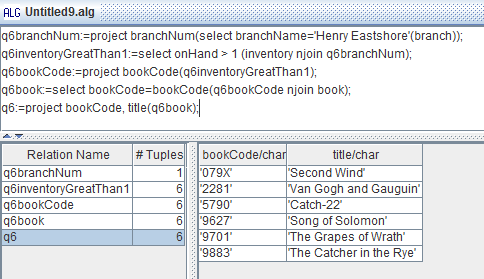 ALG Untitled9.alg
q6branchNum:=project branchNum(select branchName='Henry Eastshore'(branch));
q6inventoryGreatThan1:=select onHand > 1 (inventory njoin q6branchNum);
q6bookCode:=project bookCode(q6inventoryGreatThan1);
q6book:=select bookCode=bookCode(q6bookCode njoin book);
q6:=project bookCode, title(q6book);
Relation Name # Tuples
q6branchNum 1
q6inventoryGreatThan1 6
q6bookCode 6
q6book 6
q6 6
bookCode/char title/char
'079X' 'Second Wind'
'2281' 'Van Gogh and Gauguin'
'5790' 'Catch-22'
'9627' 'Song of Solomon'
'9701' 'The Grapes of Wrath'
'9883' 'The Catcher in the Rye'